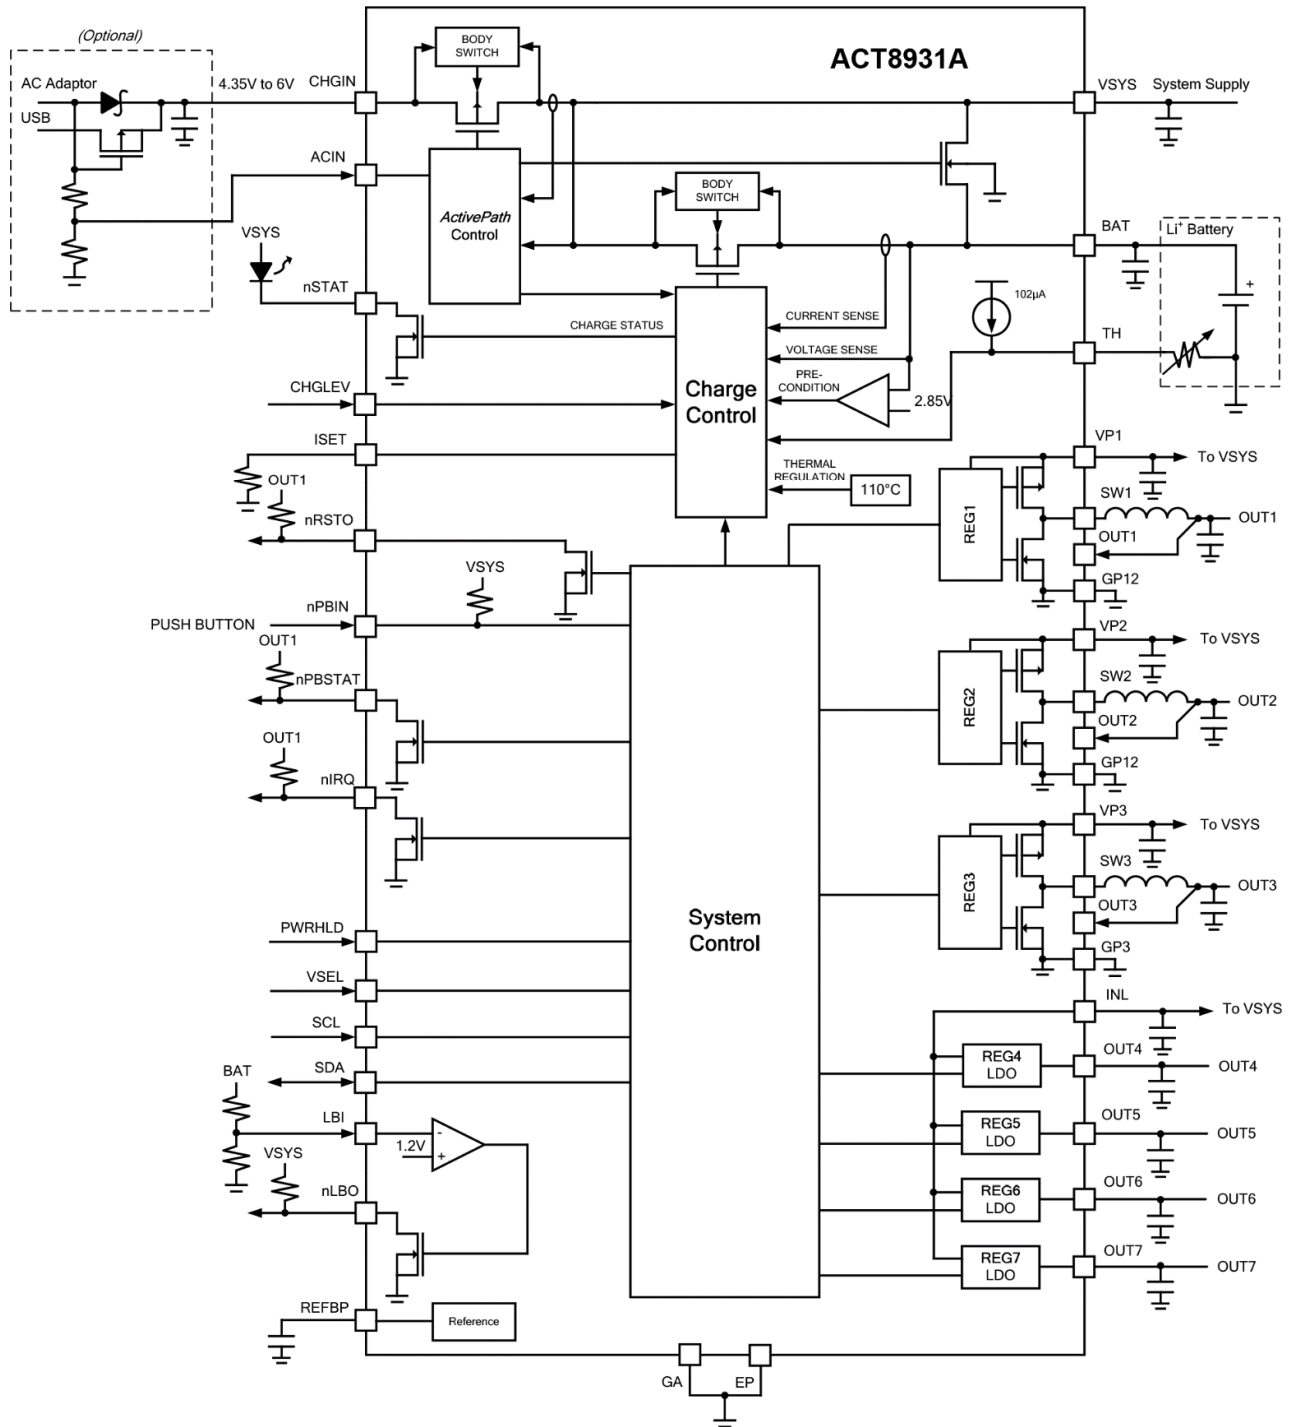 (Optional)
BODY
SWITCH
ACT8931A
AC Adaptor
4.35V to 6V
CHGIN
VSYS
System Supply
USB
ACIN
BODY
SWITCH
ActivePath
Control
VSYS
BAT
Li+ Battery
+
nSTAT
102µA
CURRENT SENSE
CHARGE STATUS
TH
VOLTAGE SENSE
PRE-
CONDITION
2.85V
Charge
Control
CHGLEV
ISET
VP1
To VSYS
THERMAL
REGULATION
110°C
OUT1
nRSTO
REG1
SW1
OUT1
OUT1
GP12
VSYS
nPBIN
PUSH BUTTON
OUT1
nPBSTAT
VP2
To VSYS
REG2
SW2
OUT2
OUT2
GP12
OUT1
nIRQ
VP3
To VSYS
REG3
SW3
OUT3
OUT3
GP3
System
Control
PWRHLD
VSEL
SCL
SDA
INL
To VSYS
REG4
LDO
OUT4
OUT4
BAT
LBI
1.2V
-
+
REG5
LDO
OUT5
OUT5
VSYS
nLBO
REG6
LDO
OUT6
OUT6
REG7
LDO
OUT7
OUT7
REFBP
Reference
GA
EP